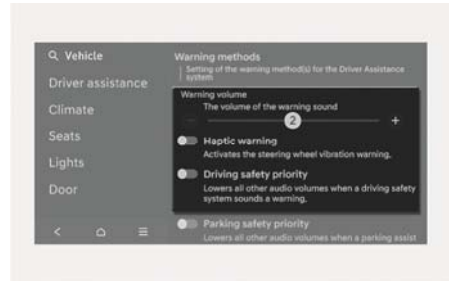 Vehicle
Driver assistance
Climate
Seats
Lights
Door
Warning methods
Setting of the warning method(s) for the Driver Assistance
system
Warning volume
The volume of the warning sound
− 2 +
Haptic warning
Activates the steering wheel vibration warning.
Driving safety priority
Lowers all other audio volumes when a driving safety
system sounds a warning.
Parking safety priority
Lowers all other audio volumes when a parking assist